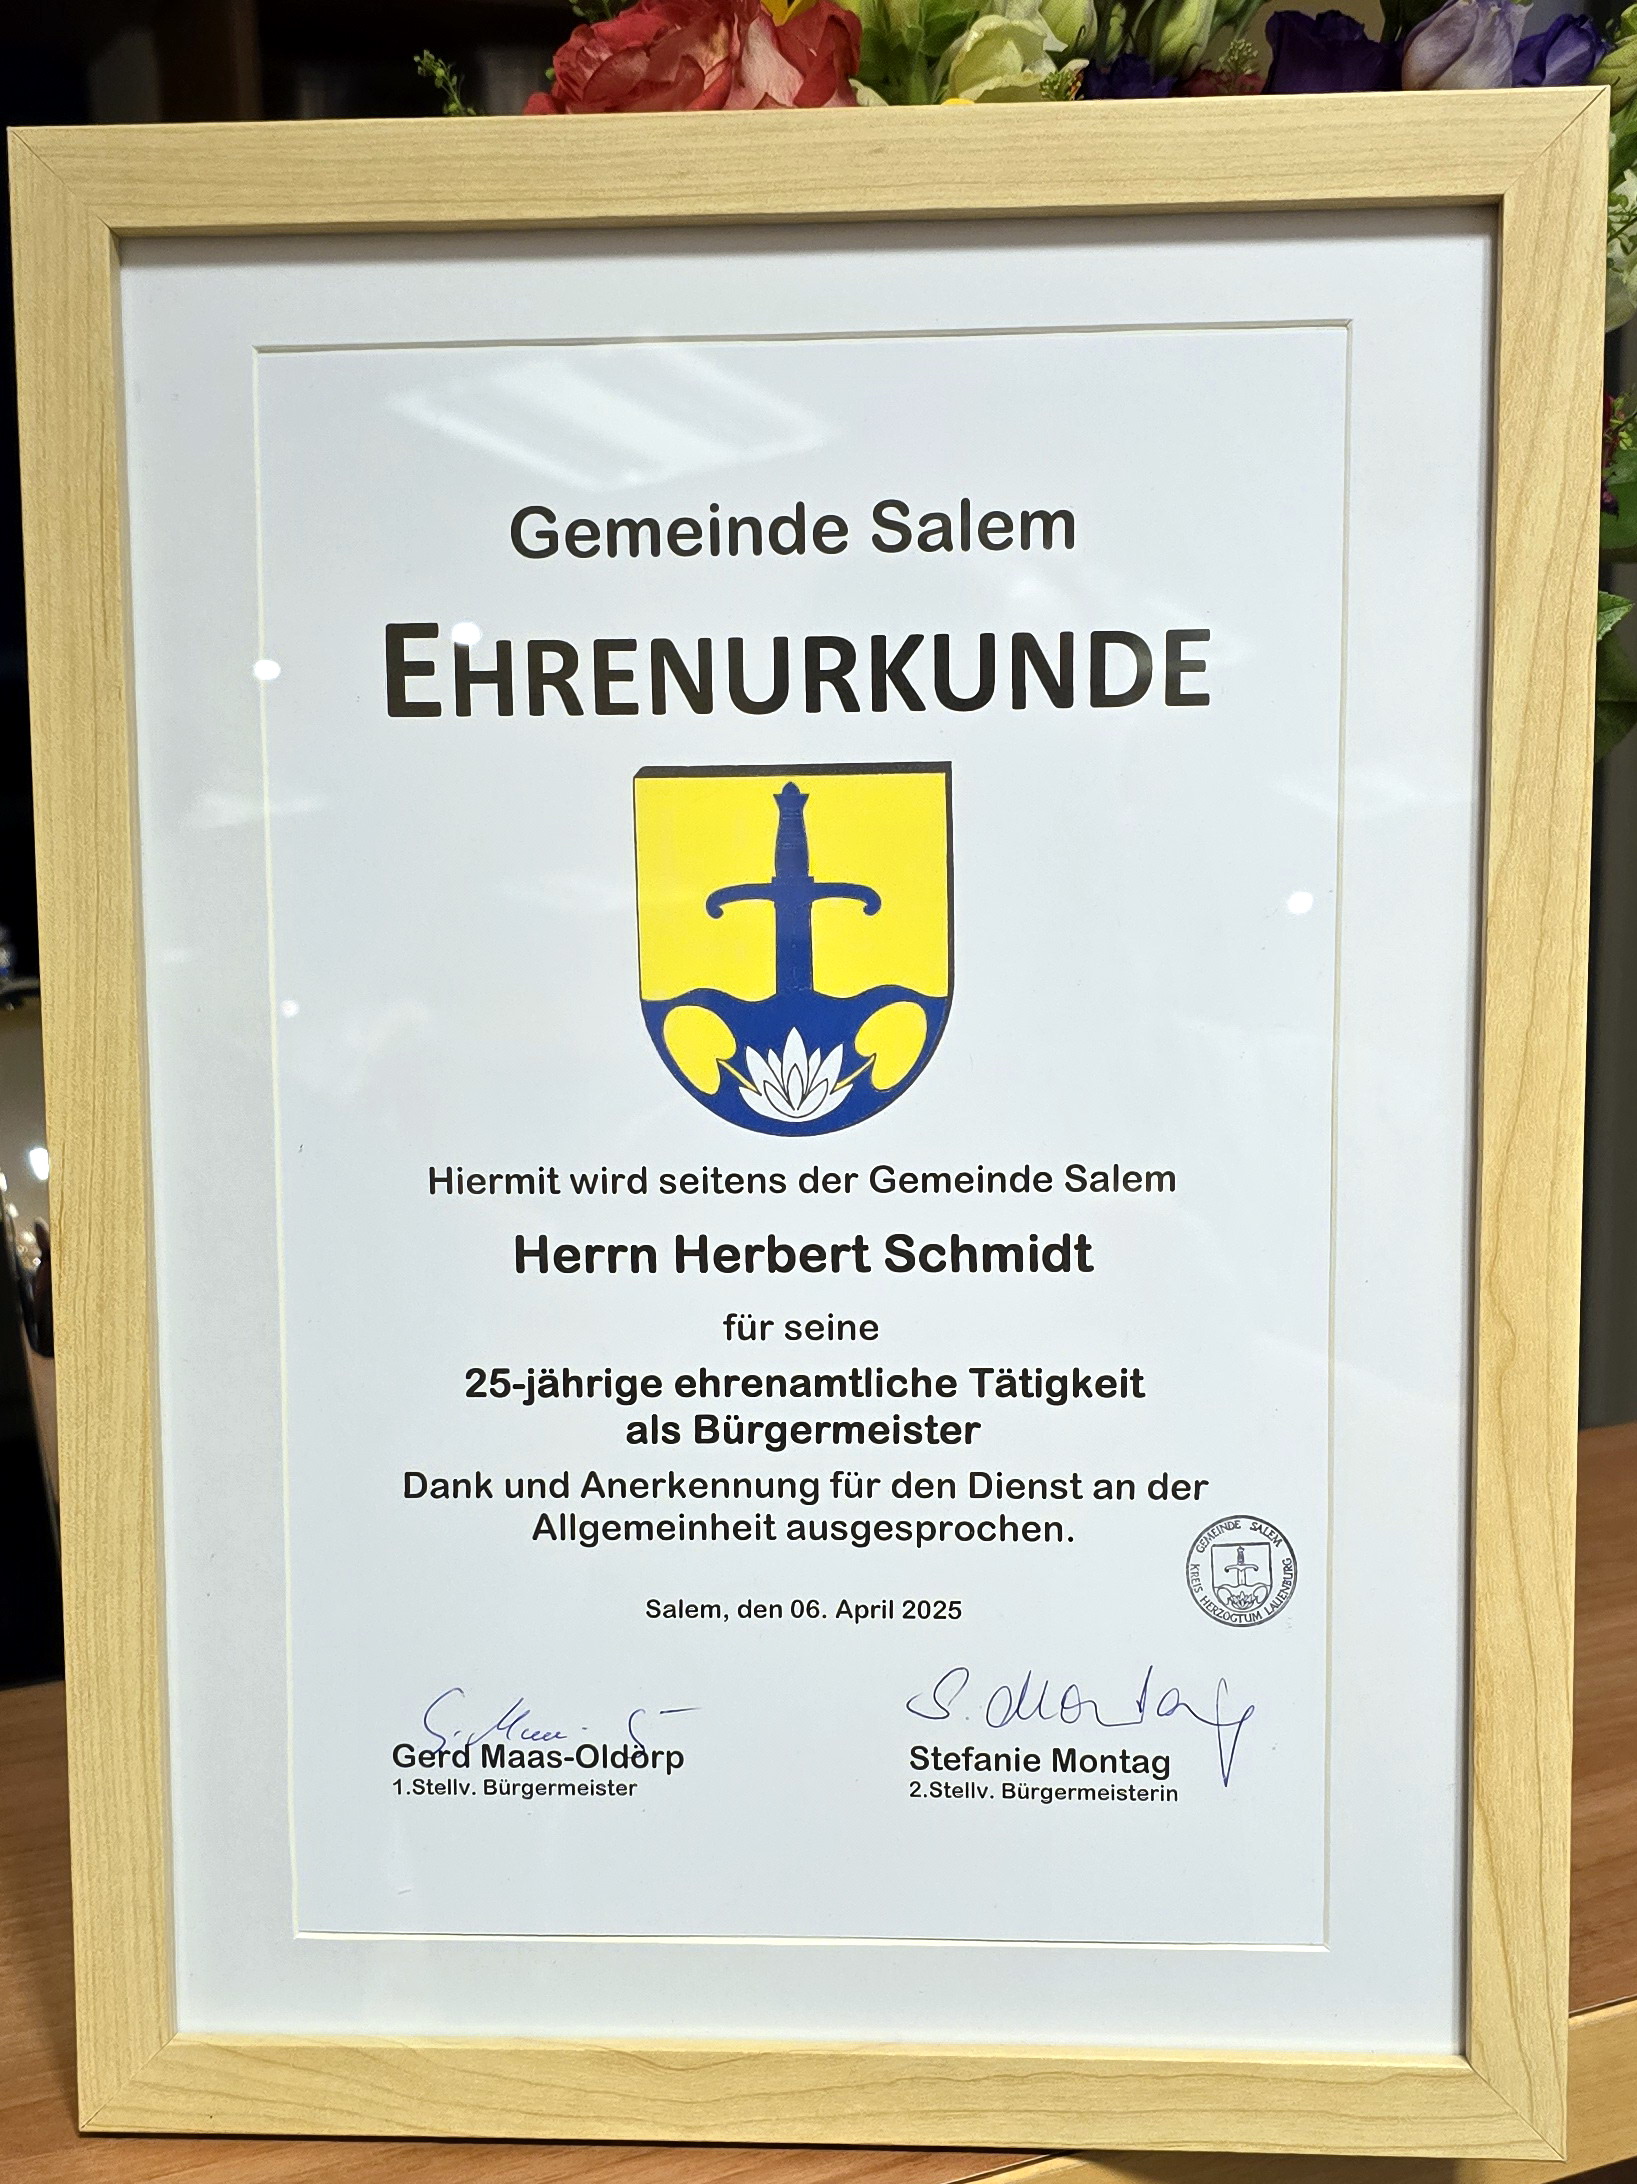 Gemeinde Salem
EHRENURKUNDE
Hiermit wird seitens der Gemeinde Salem
Herrn Herbert Schmidt
für seine
25-jährige ehrenamtliche Tätigkeit
als Bürgermeister
Dank und Anerkennung für den Dienst an der
Allgemeinheit ausgesprochen.
GEMEINDE SALEM
KREIS HERZOGTUM LAUENBURG
Salem, den 06. April 2025
S. Montag
Gerd Maas-Oldörp
1.Stellv. Bürgermeister
Stefanie Montag
2.Stellv. Bürgermeisterin